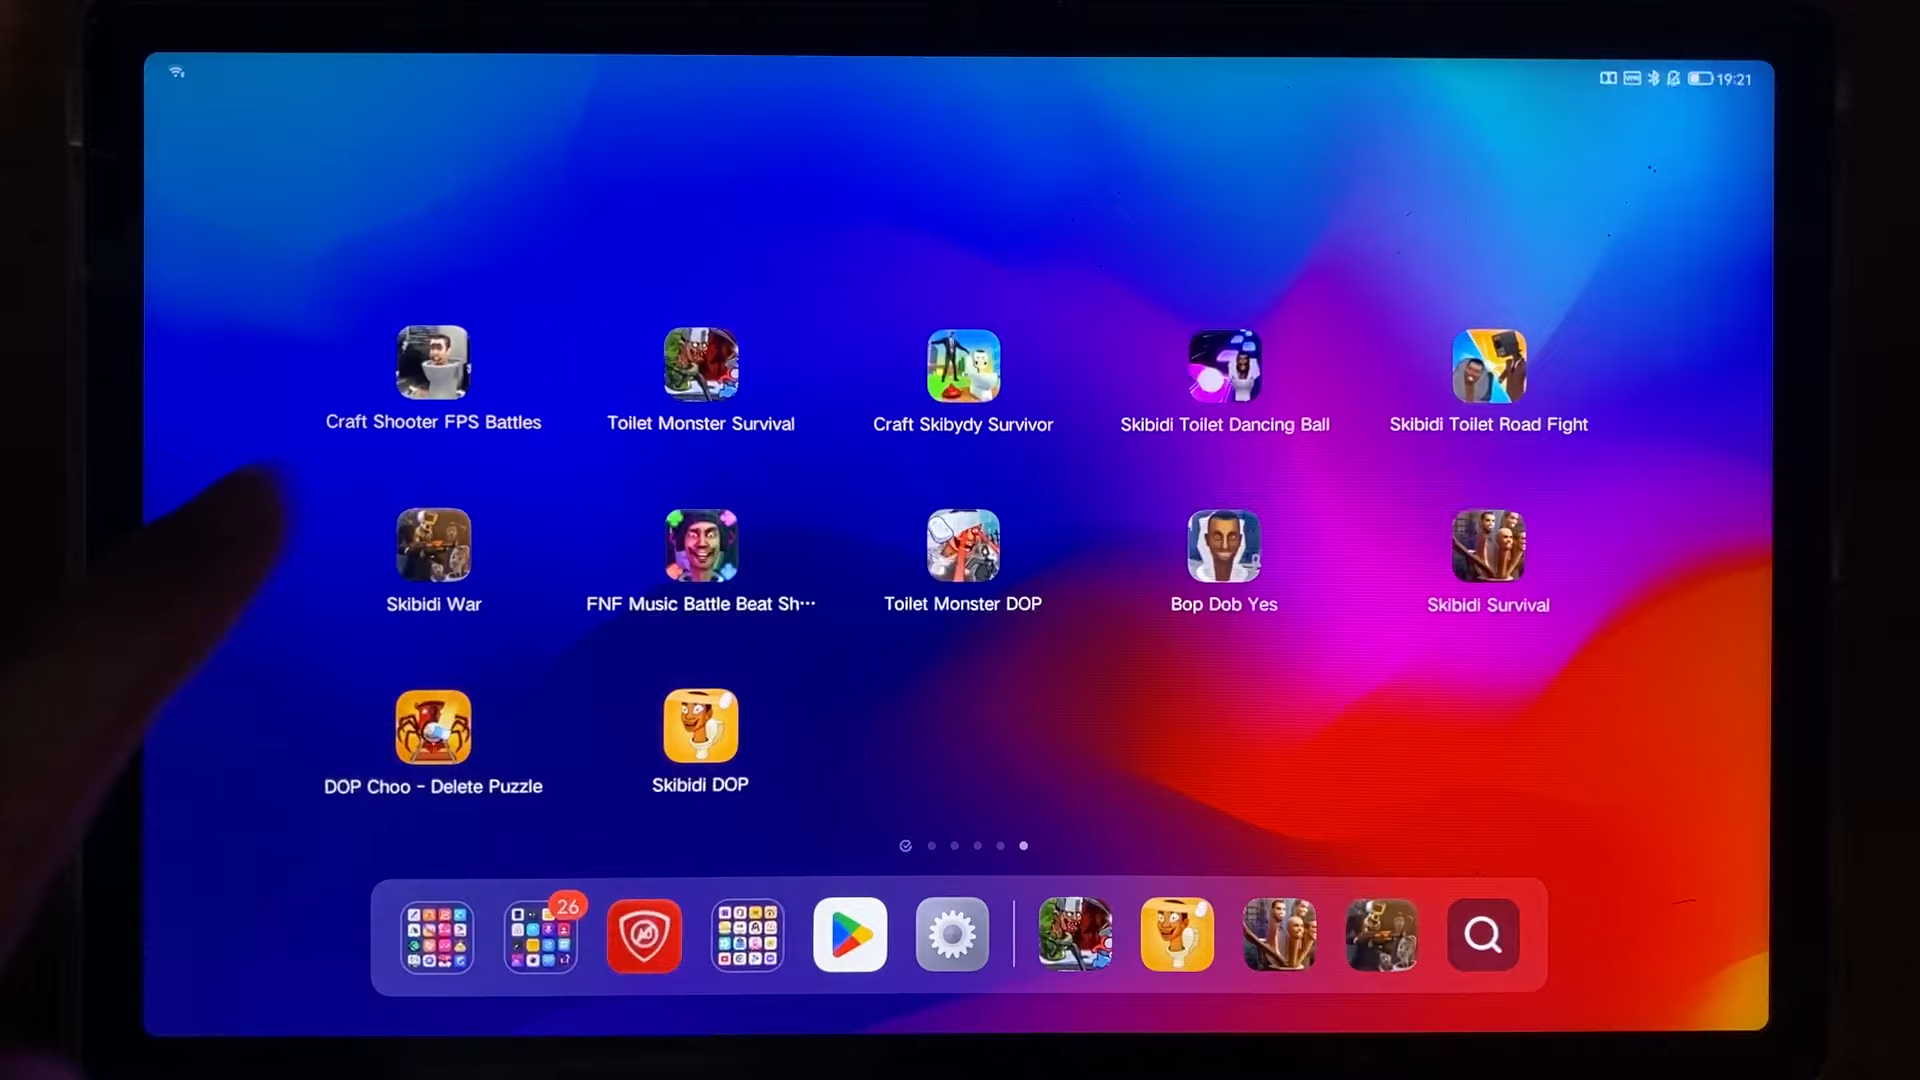 19:21
Craft Shooter FPS Battles
Toilet Monster Survival
Craft Skibydy Survivor
Skibidi Toilet Dancing Ball
Skibidi Toilet Road Fight
Skibidi War
FNF Music Battle Beat Sh···
Toilet Monster DOP
Bop Dob Yes
Skibidi Survival
DOP Choo - Delete Puzzle
Skibidi DOP
26